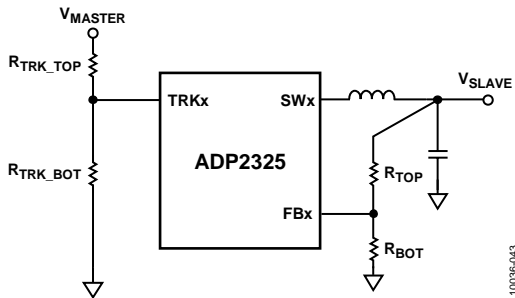 VMASTER
RTRK_TOP
TRKx
SWx
VSLAVE
RTRK_BOT
ADP2325
RTOP
FBx
RBOT
10036-043